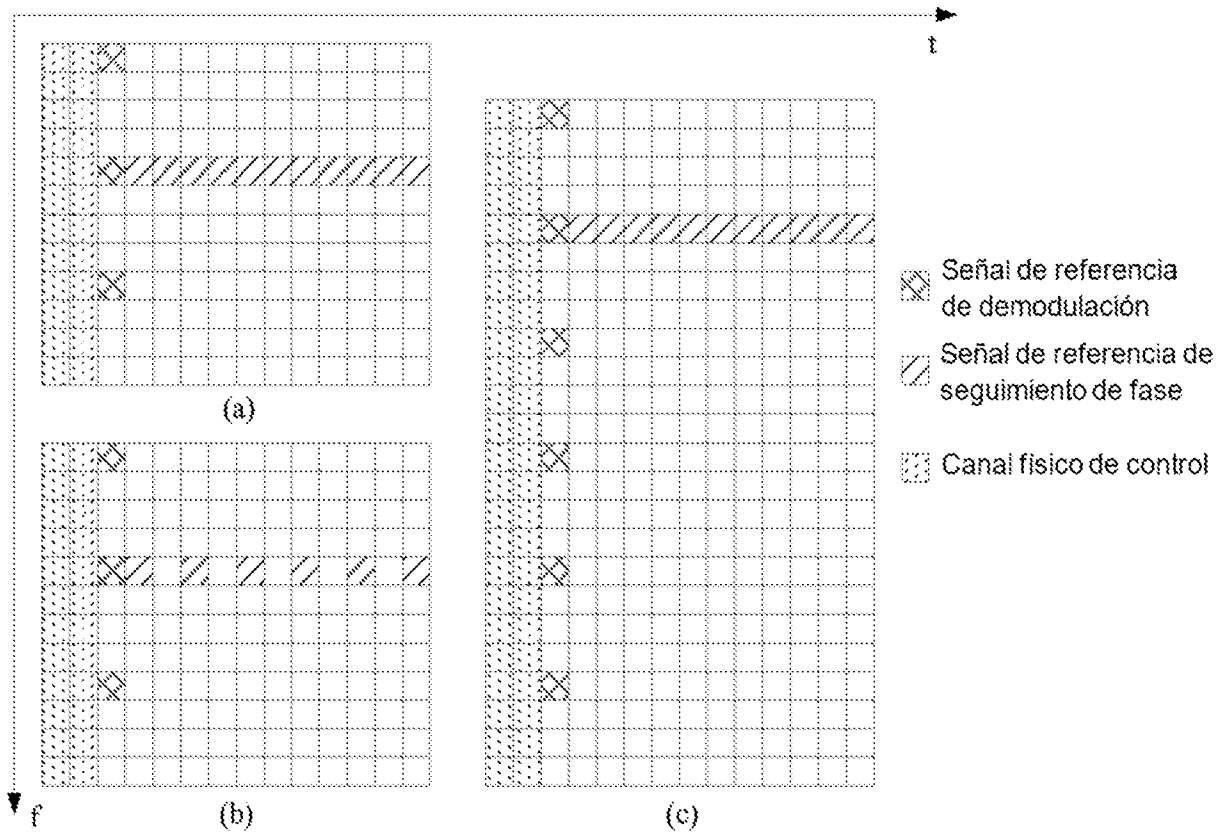 t
(a)
(b)
f
(c)
Señal de referencia
de demodulación
Señal de referencia de
seguimiento de fase
Canal físico de control